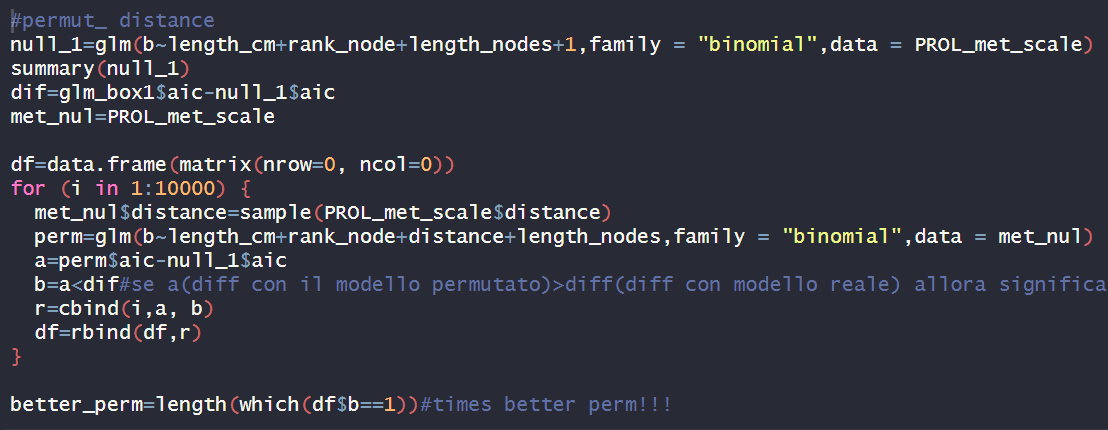 #permut_ distance
null_1=glm(b~length_cm+rank_node+length_nodes+1,family = "binomial",data = PROL_met_scale)
summary(null_1)
dif=glm_box1$aic-null_1$aic
met_nul=PROL_met_scale
df=data.frame(matrix(nrow=0, ncol=0))
for (i in 1:10000) {
met_nul$distance=sample(PROL_met_scale$distance)
perm=glm(b~length_cm+rank_node+distance+length_nodes,family = "binomial",data = met_nul)
a=perm$aic-null_1$aic
b=a<dif#se a(diff con il modello permutato)>diff(diff con modello reale) allora significa
r=cbind(i,a, b)
df=rbind(df,r)
}
better_perm=length(which(df$b==1))#times better perm!!!